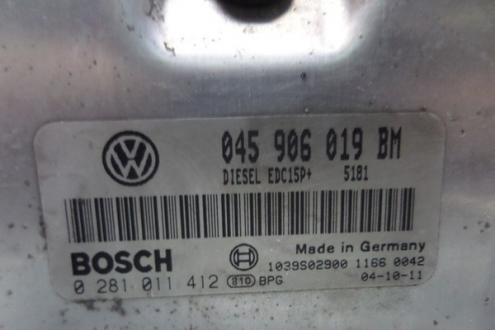 045 906 019 BM
DIESEL EDC15P+ 5181
BOSCH
Made in Germany
1039S02900 1166 0042
0 281 011 412 810 BPG 04-10-11